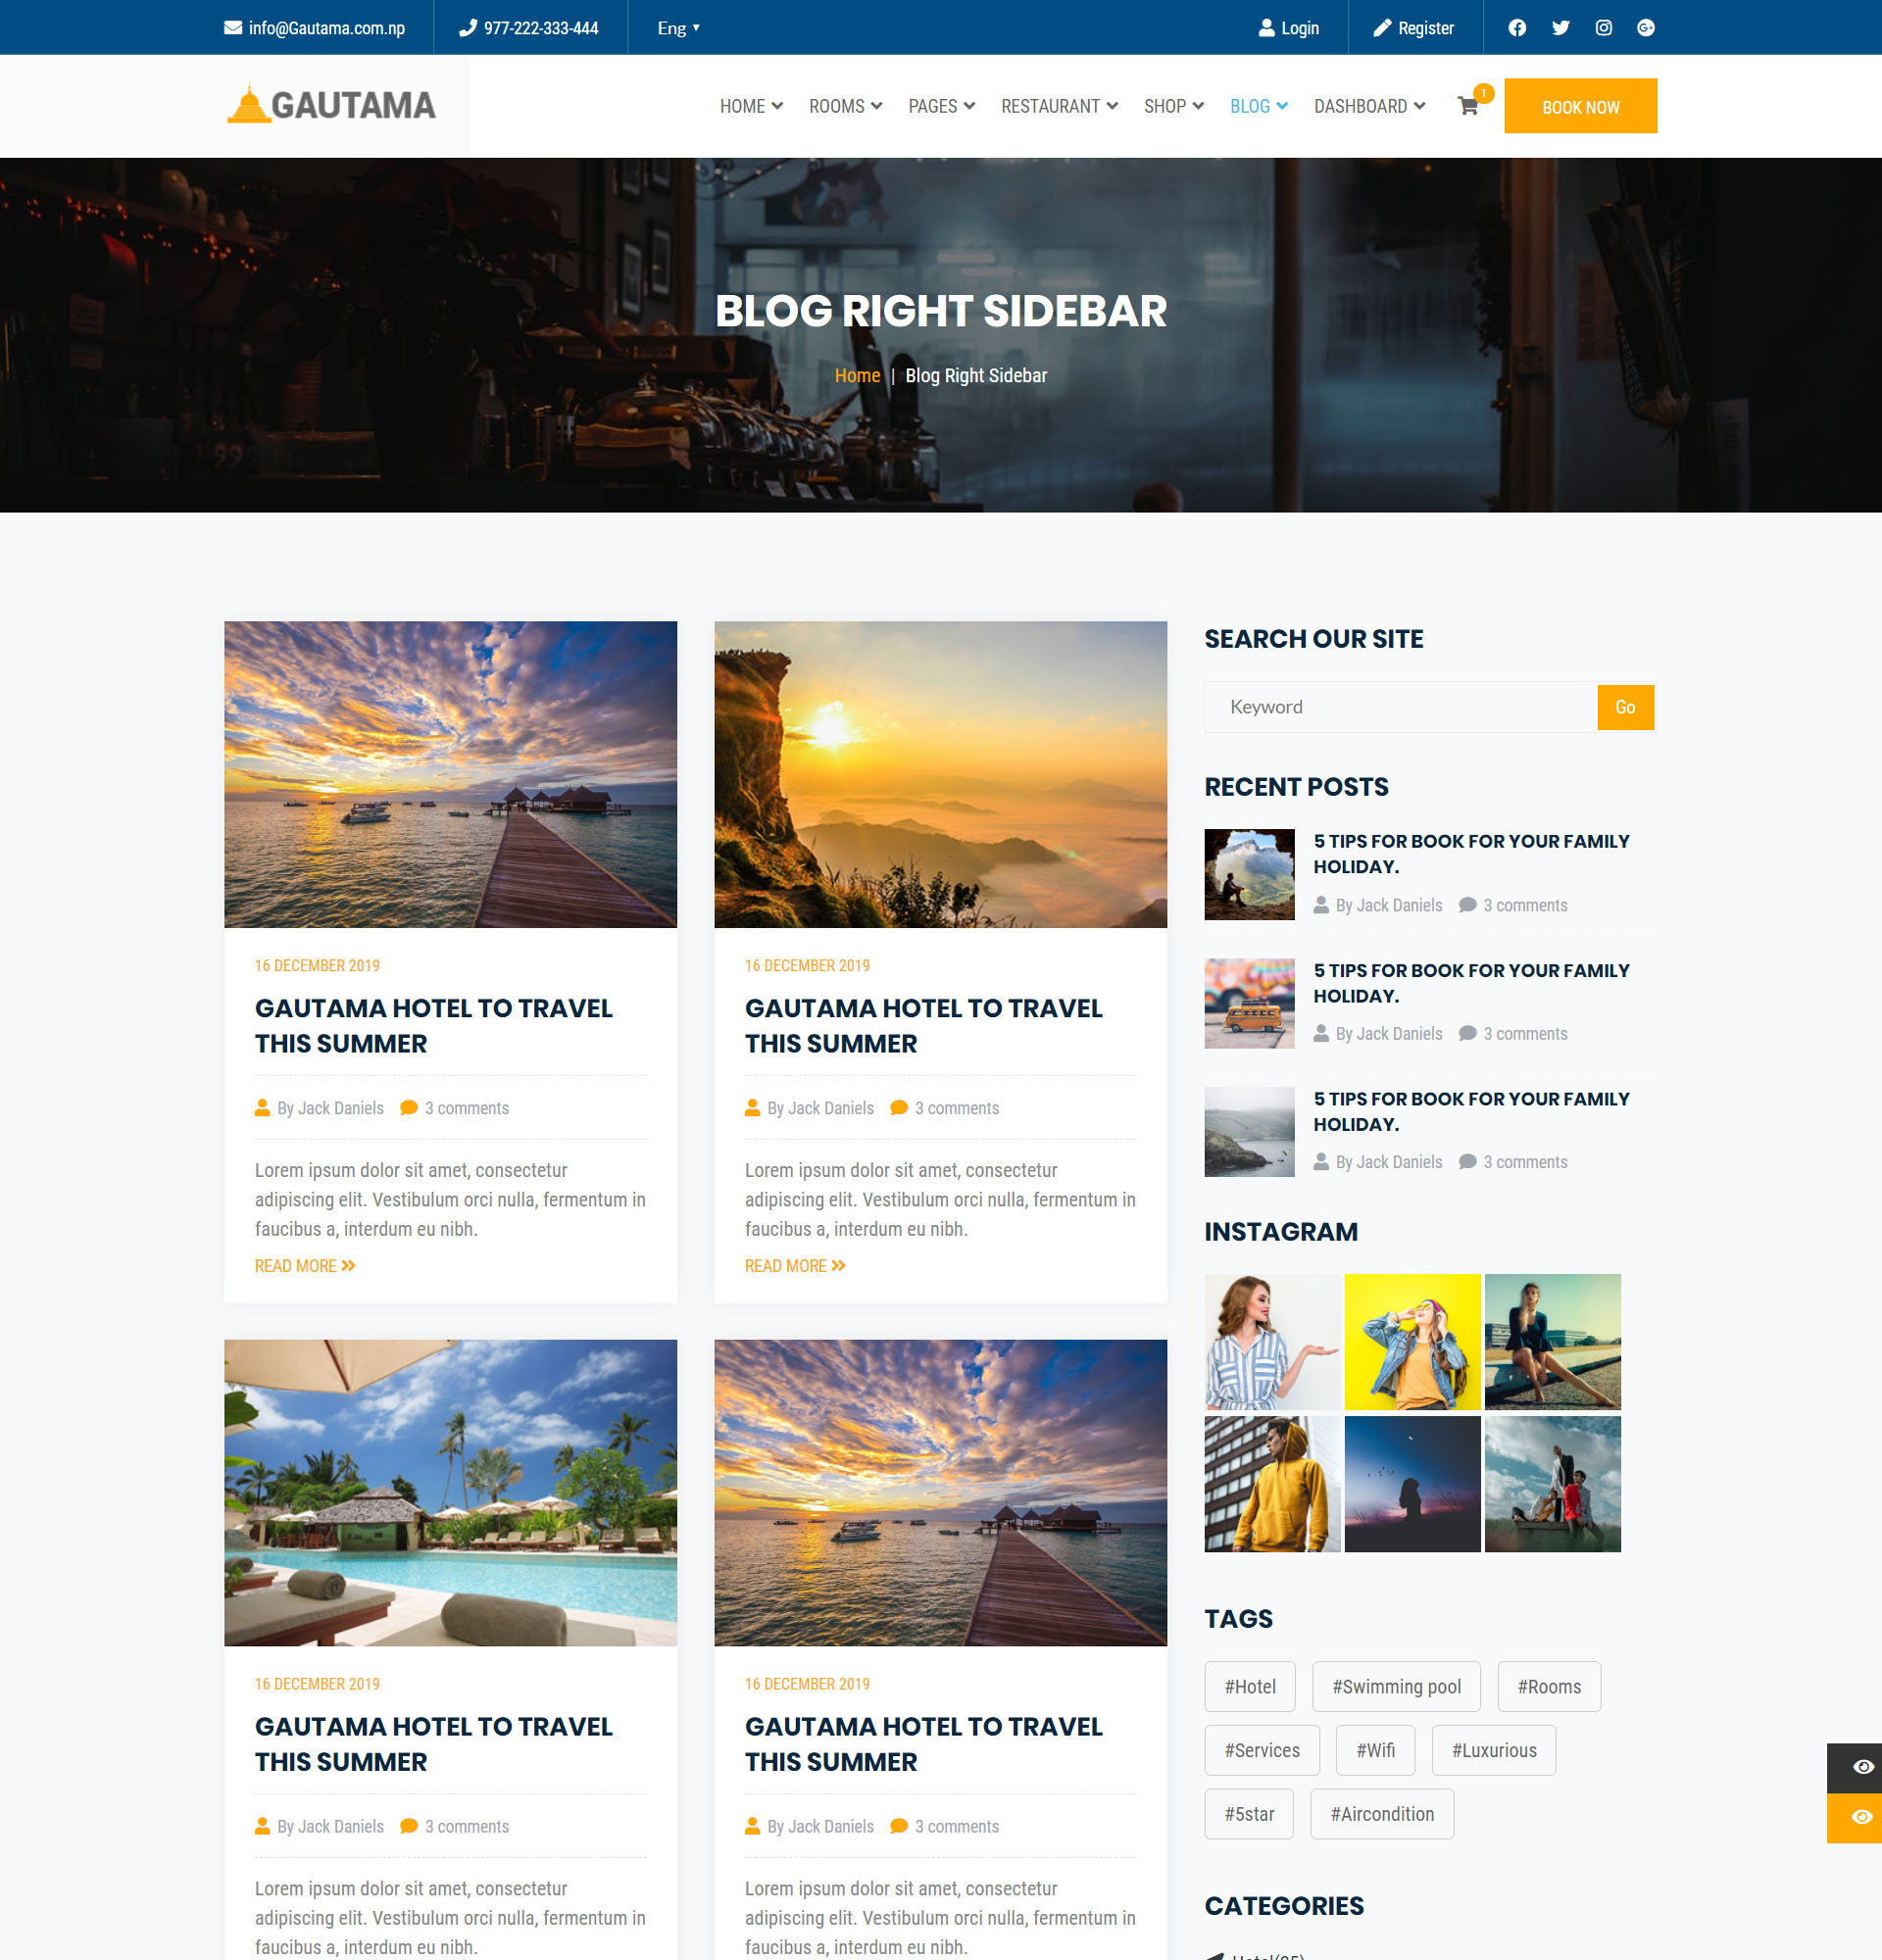 info@Gautama.com.np
977-222-333-444
Eng
Login
Register
GAUTAMA
HOME
ROOMS
PAGES
RESTAURANT
SHOP
BLOG
DASHBOARD
1
BOOK NOW
BLOG RIGHT SIDEBAR
Home | Blog Right Sidebar
16 DECEMBER 2019
GAUTAMA HOTEL TO TRAVEL
THIS SUMMER
By Jack Daniels 3 comments
Lorem ipsum dolor sit amet, consectetur
adipiscing elit. Vestibulum orci nulla, fermentum in
faucibus a, interdum eu nibh.
READ MORE
16 DECEMBER 2019
GAUTAMA HOTEL TO TRAVEL
THIS SUMMER
By Jack Daniels 3 comments
Lorem ipsum dolor sit amet, consectetur
adipiscing elit. Vestibulum orci nulla, fermentum in
faucibus a, interdum eu nibh.
READ MORE
16 DECEMBER 2019
GAUTAMA HOTEL TO TRAVEL
THIS SUMMER
By Jack Daniels 3 comments
Lorem ipsum dolor sit amet, consectetur
adipiscing elit. Vestibulum orci nulla, fermentum in
faucibus a, interdum eu nibh.
16 DECEMBER 2019
GAUTAMA HOTEL TO TRAVEL
THIS SUMMER
By Jack Daniels 3 comments
Lorem ipsum dolor sit amet, consectetur
adipiscing elit. Vestibulum orci nulla, fermentum in
faucibus a, interdum eu nibh.
SEARCH OUR SITE
Keyword
Go
RECENT POSTS
5 TIPS FOR BOOK FOR YOUR FAMILY
HOLIDAY.
By Jack Daniels 3 comments
5 TIPS FOR BOOK FOR YOUR FAMILY
HOLIDAY.
By Jack Daniels 3 comments
5 TIPS FOR BOOK FOR YOUR FAMILY
HOLIDAY.
By Jack Daniels 3 comments
INSTAGRAM
TAGS
#Hotel
#Swimming pool
#Rooms
#Services
#Wifi
#Luxurious
#5star
#Aircondition
CATEGORIES